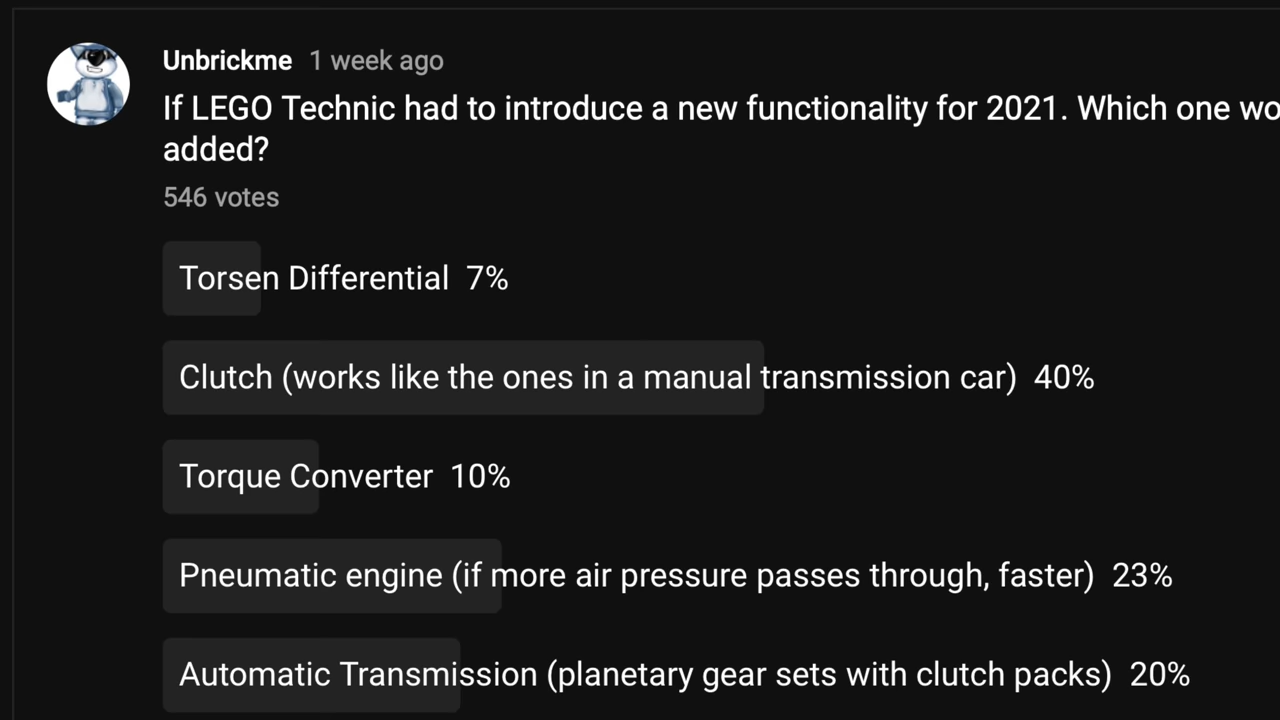 Unbrickme 1 week ago
If LEGO Technic had to introduce a new functionality for 2021. Which one
added?
546 votes
Torsen Differential 7%
Clutch (works like the ones in a manual transmission car) 40%
Torque Converter 10%
Pneumatic engine (if more air pressure passes through, faster) 23%
Automatic Transmission (planetary gear sets with clutch packs) 20%